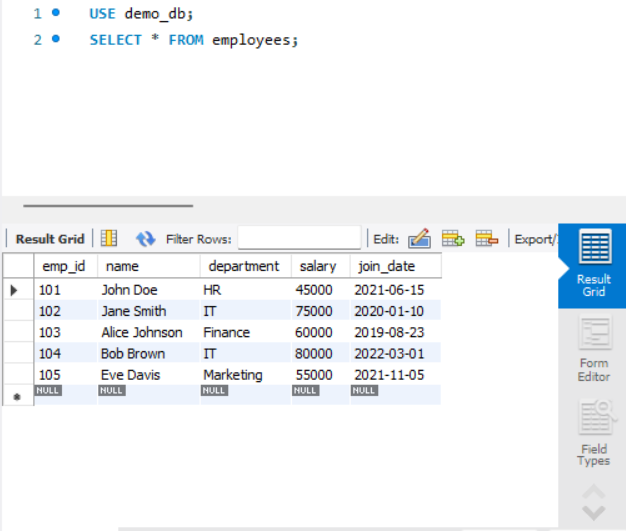 1 USE demo_db;
2 SELECT * FROM employees;
Result Grid Filter Rows: Edit: Export/
emp_id name department salary join_date
101 John Doe HR 45000 2021-06-15
102 Jane Smith IT 75000 2020-01-10
103 Alice Johnson Finance 60000 2019-08-23
104 Bob Brown IT 80000 2022-03-01
105 Eve Davis Marketing 55000 2021-11-05
NULL NULL NULL NULL NULL
Result
Grid
Form
Editor
Field
Types